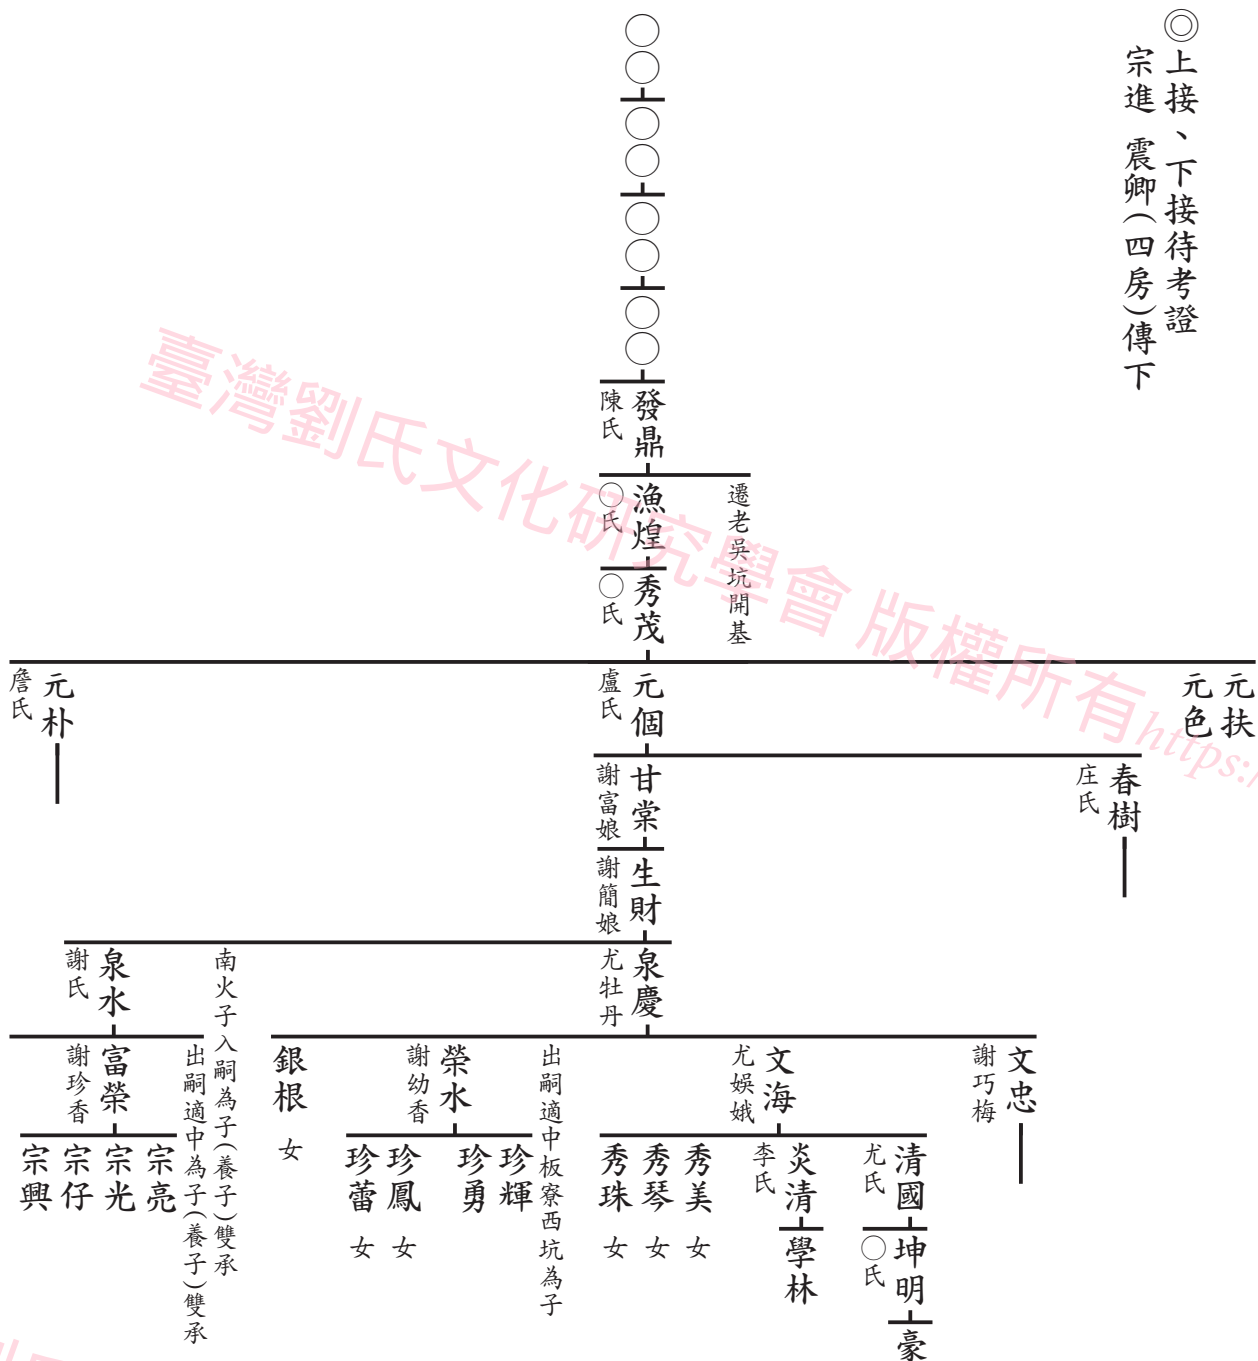 ◎上接、下接待考證
宗進 震卿(四房)傳下
○○
○○
○○
○○
發鼎
陳氏
遷老吳坑開基
漁煌
○氏
秀茂
○氏
元扶
元色
元個
盧氏
元朴
詹氏
春樹
庄氏
甘棠
謝富娘
生財
謝簡娘
泉慶
尤牡丹
南火子入嗣為子(養子)雙承
泉水
謝氏
文忠
謝巧梅
文海
尤娛娥
出嗣適中板寮西坑為子
榮水
謝幼香
銀根 女
出嗣適中為子(養子)雙承
富榮
謝珍香
清國
尤氏
炎清
李氏
秀美 女
秀琴 女
秀珠 女
珍輝
珍勇
珍鳳 女
珍蕾 女
宗亮
宗光
宗仔
宗興
坤明
○氏
學林
豪
臺灣劉氏文化研究學會 版權所有https:/